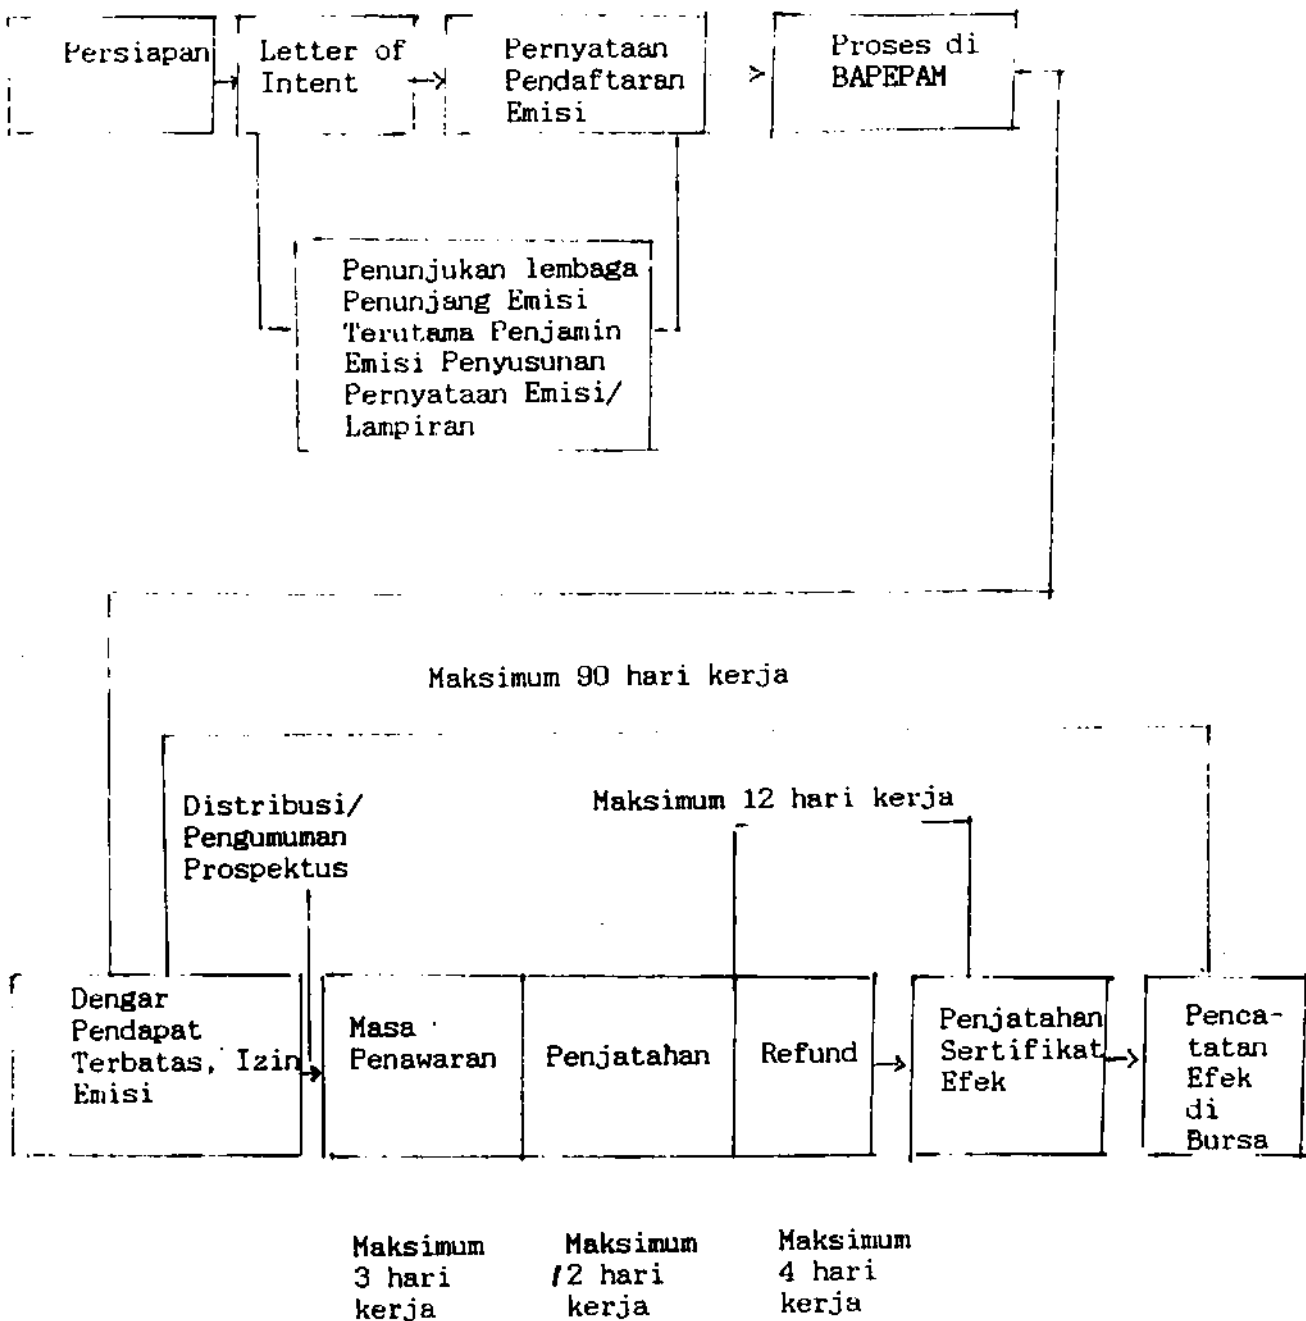 Persiapan
Letter of
Intent
Pernyataan
Pendaftaran
Emisi
Proses di
BAPEPAM
Penunjukan lembaga
Penunjang Emisi
Terutama Penjamin
Emisi Penyusunan
Pernyataan Emisi/
Lampiran
Maksimum 90 hari kerja
Distribusi/
Pengumuman
Prospektus
Maksimum 12 hari kerja
Dengar
Pendapat
Terbatas, Izin
Emisi
Masa
Penawaran
Penjatahan
Refund
Penjatahan
Sertifikat
Efek
Penca-
tatan
Efek
di
Bursa
Maksimum
3 hari
kerja
Maksimum
12 hari
kerja
Maksimum
4 hari
kerja